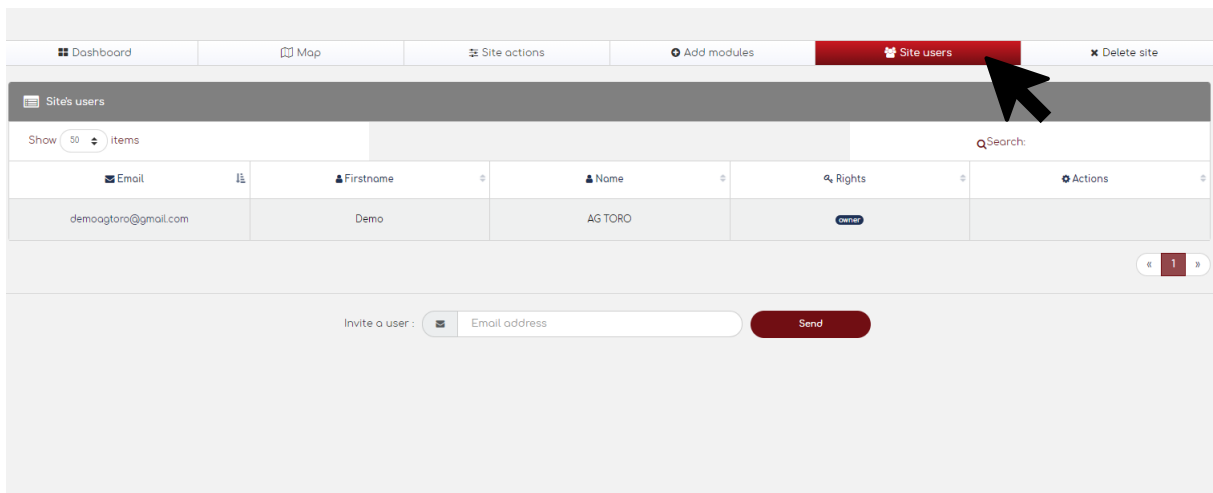 Dashboard Map Site actions Add modules Site users Delete site
Site's users
Show 50 items Search:
Email Firstname Name Rights Actions
demoagtoro@gmail.com Demo AG TORO owner
« 1 »
Invite a user : Email address Send